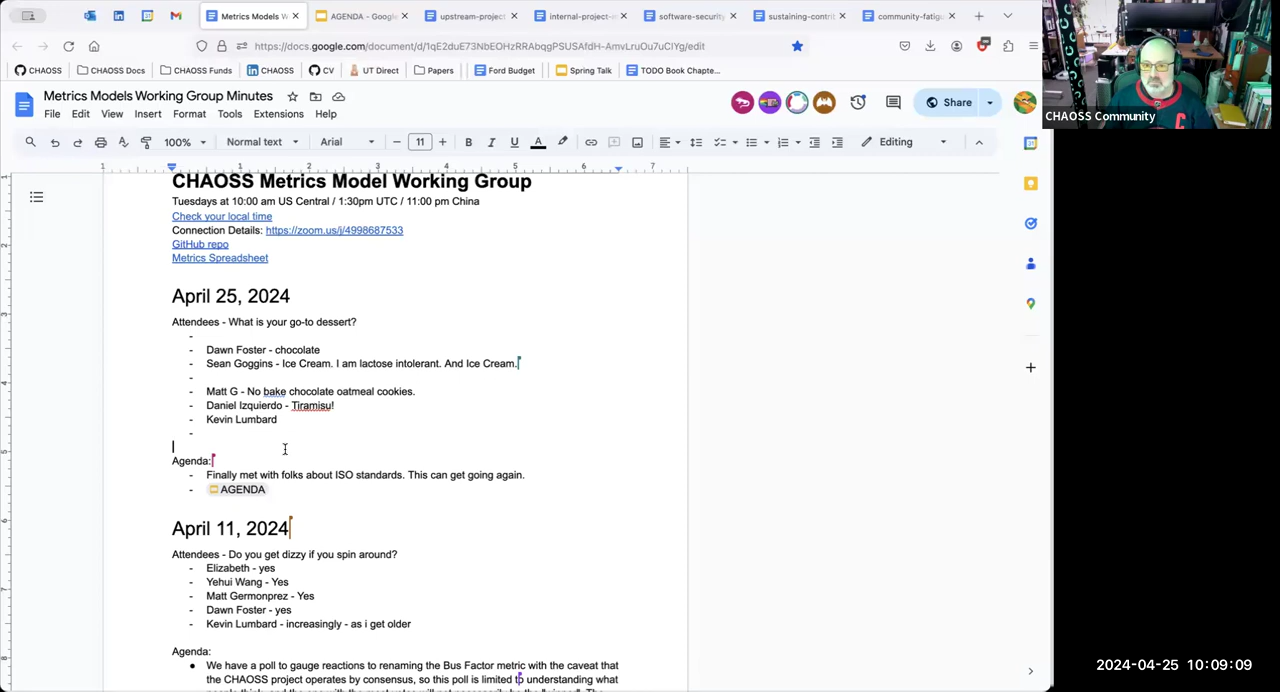 Metrics Models W
AGENDA - Google
upstream-project
internal-project-m
software-security
sustaining-contrit
community-fatigu
https://docs.google.com/document/d/1qE2duE73NbEOHzRRAbqgPSUSAfdH-AmvLruOu7uCIYg/edit
CHAOSS
CHAOSS Docs
CHAOSS Funds
CHAOSS
CV
UT Direct
Papers
Ford Budget
Spring Talk
TODO Book Chapte...
Metrics Models Working Group Minutes
File Edit View Insert Format Tools Extensions Help
Share
100% Normal text Arial 11 Editing
CHAOSS Community
CHAOSS Metrics Model Working Group
Tuesdays at 10:00 am US Central / 1:30pm UTC / 11:00 pm China
Check your local time
Connection Details: https://zoom.us/j/4998687533
GitHub repo
Metrics Spreadsheet
April 25, 2024
Attendees - What is your go-to dessert?
-
- Dawn Foster - chocolate
- Sean Goggins - Ice Cream. I am lactose intolerant. And Ice Cream.
-
- Matt G - No bake chocolate oatmeal cookies.
- Daniel Izquierdo - Tiramisu!
- Kevin Lumbard
-
Agenda:
- Finally met with folks about ISO standards. This can get going again.
- AGENDA
April 11, 2024
Attendees - Do you get dizzy if you spin around?
- Elizabeth - yes
- Yehui Wang - Yes
- Matt Germonprez - Yes
- Dawn Foster - yes
- Kevin Lumbard - increasingly - as i get older
Agenda:
● We have a poll to gauge reactions to renaming the Bus Factor metric with the caveat that
the CHAOSS project operates by consensus, so this poll is limited to understanding what
2024-04-25 10:09:09